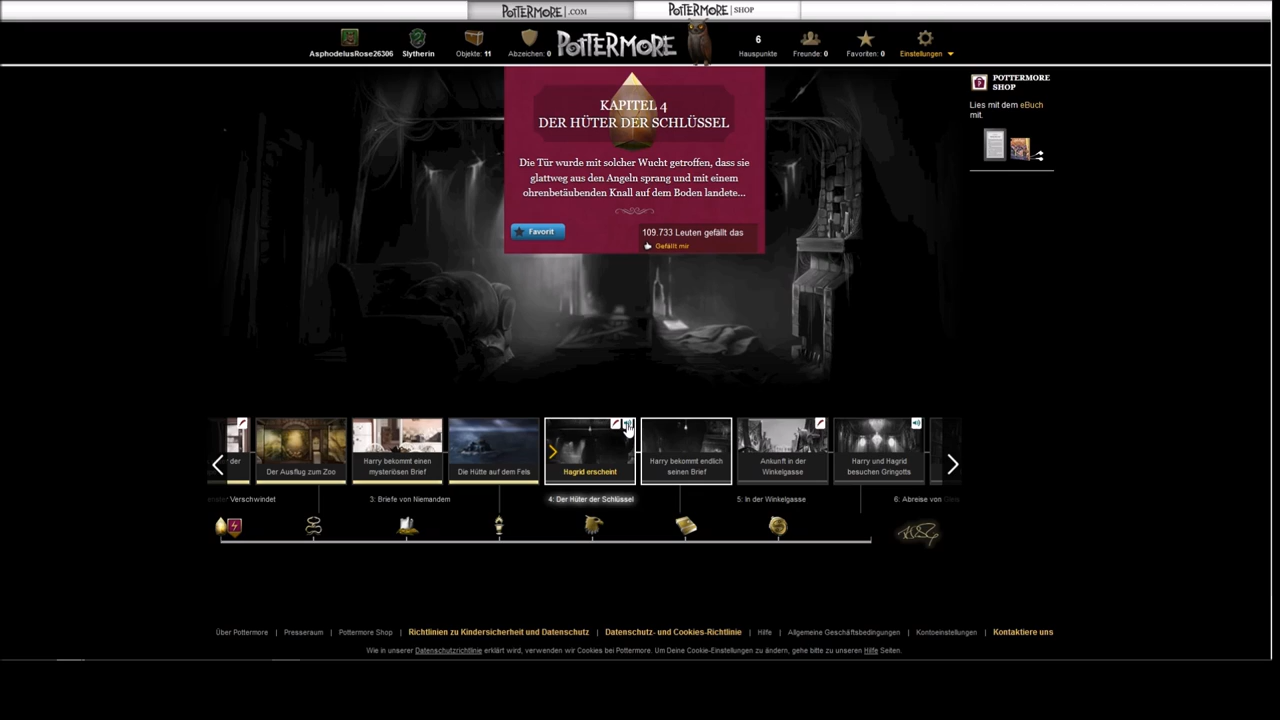 POTTERMORE .COM
POTTERMORE SHOP
AsphodelusRose26306
Slytherin
Objekte: 11
Abzeichen: 0
POTTERMORE
6
Hauspunkte
Freunde: 0
Favoriten: 0
Einstellungen
POTTERMORE
SHOP
Lies mit dem eBuch
mit.
KAPITEL 4
DER HÜTER DER SCHLÜSSEL
Die Tür wurde mit solcher Wucht getroffen, dass sie
glattweg aus den Angeln sprang und mit einem
ohrenbetäubenden Knall auf dem Boden landete...
Favorit
109.733 Leuten gefällt das
Gefällt mir
der
Der Ausflug zum Zoo
Harry bekommt einen
mysteriösen Brief
Die Hütte auf dem Fels
Hagrid erscheint
Harry bekommt endlich
seinen Brief
Ankunft in der
Winkelgasse
Harry und Hagrid
besuchen Gringotts
Verschwindet
3: Briefe von Niemandem
4: Der Hüter der Schlüssel
5: In der Winkelgasse
6: Abreise von Gleis
Über Pottermore | Presseraum | Pottermore Shop | Richtlinien zu Kindersicherheit und Datenschutz | Datenschutz- und Cookies-Richtlinie | Hilfe | Allgemeine Geschäftsbedingungen | Kontoeinstellungen | Kontaktiere uns
Wie in unserer Datenschutzrichtlinie erklärt wird, verwenden wir Cookies bei Pottermore. Um Deine Cookie-Einstellungen zu ändern, gehe bitte zu unseren Hilfe Seiten.